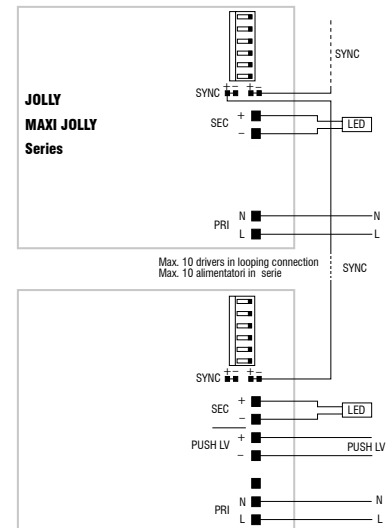 SYNC
+ − + −
SYNC
JOLLY
MAXI JOLLY
Series
SEC
+
−
LED
PRI
N
L
N
L
Max. 10 drivers in looping connection
Max. 10 alimentatori in serie
SYNC
+ − + −
SYNC
SEC
+
−
LED
PUSH LV
+
−
PUSH LV
PRI
N
L
N
L